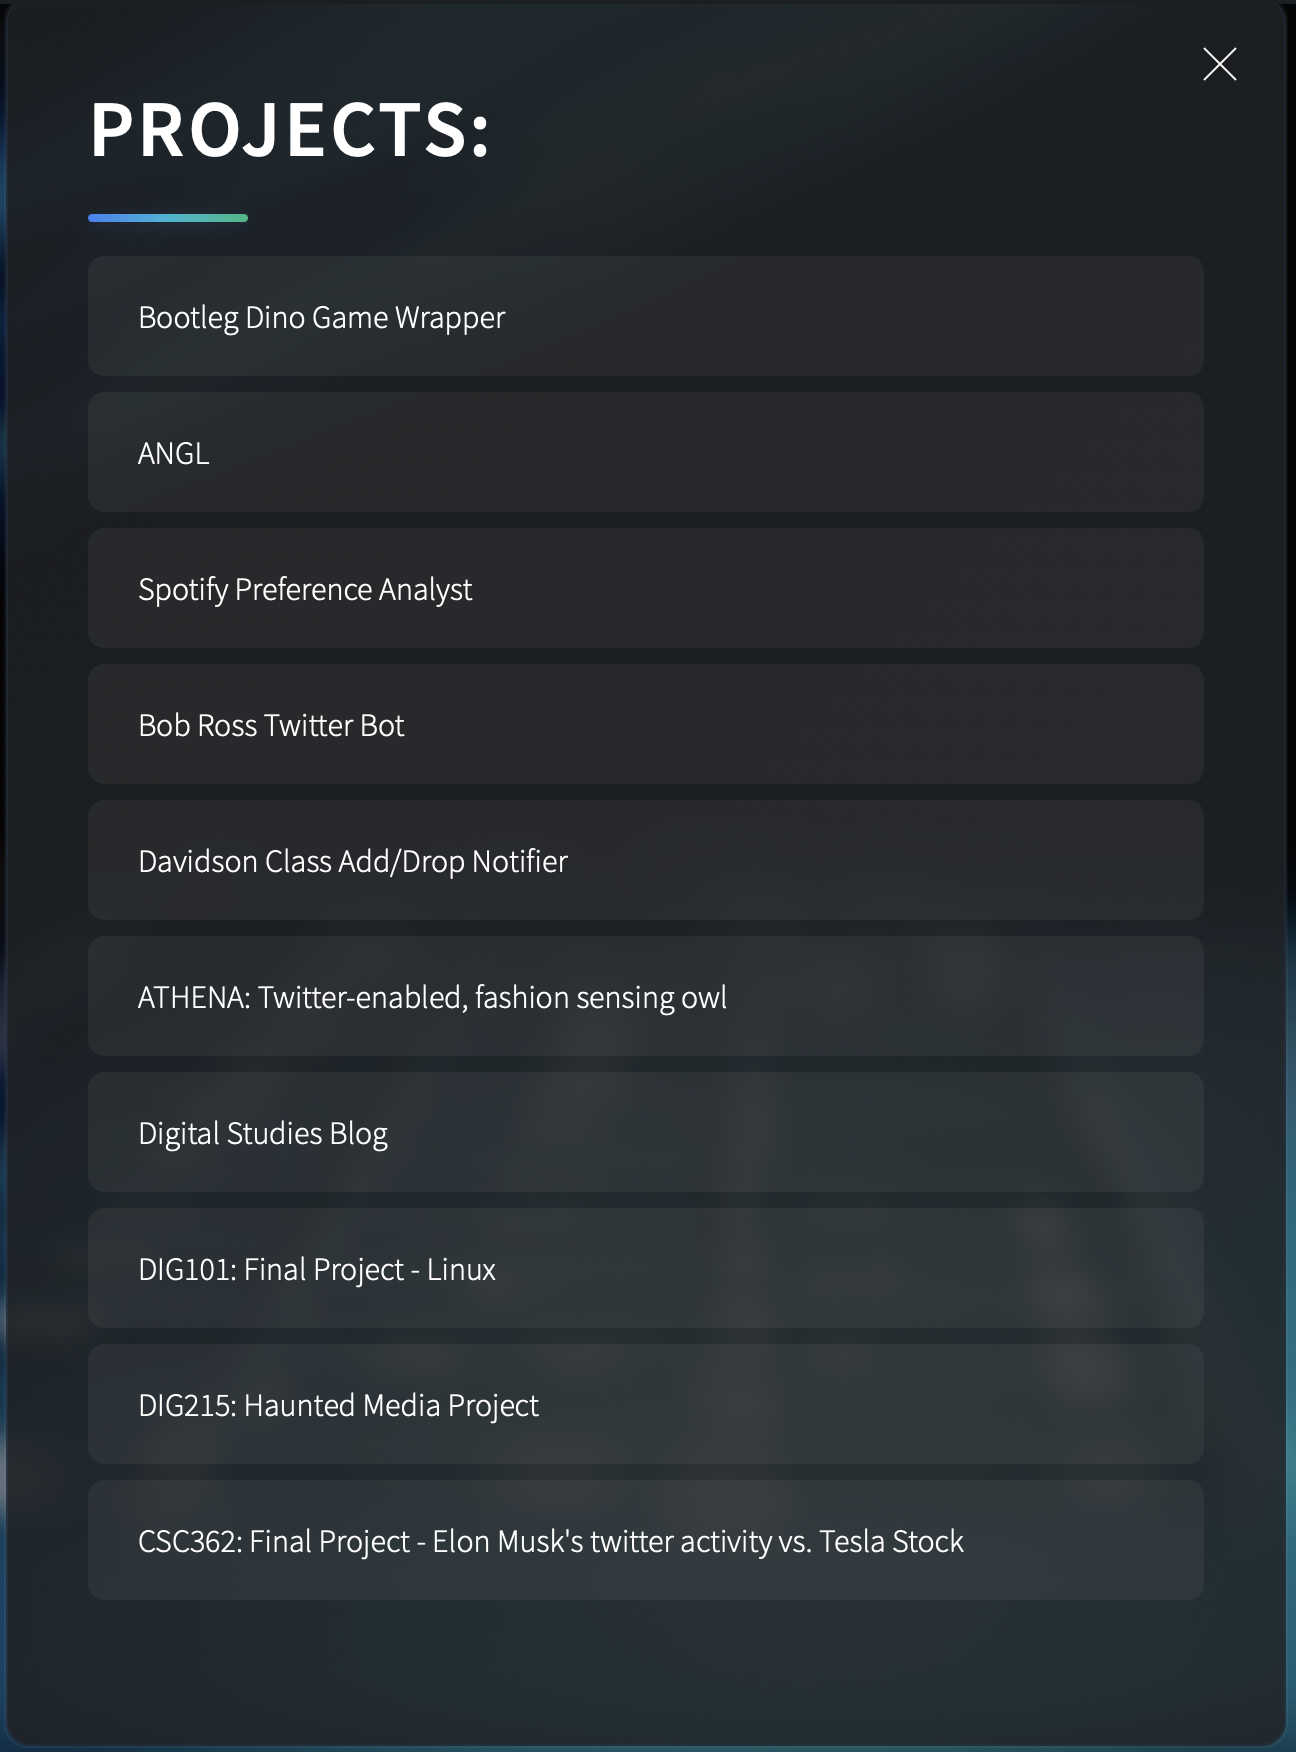 PROJECTS:
Bootleg Dino Game Wrapper
ANGL
Spotify Preference Analyst
Bob Ross Twitter Bot
Davidson Class Add/Drop Notifier
ATHENA: Twitter-enabled, fashion sensing owl
Digital Studies Blog
DIG101: Final Project - Linux
DIG215: Haunted Media Project
CSC362: Final Project - Elon Musk's twitter activity vs. Tesla Stock